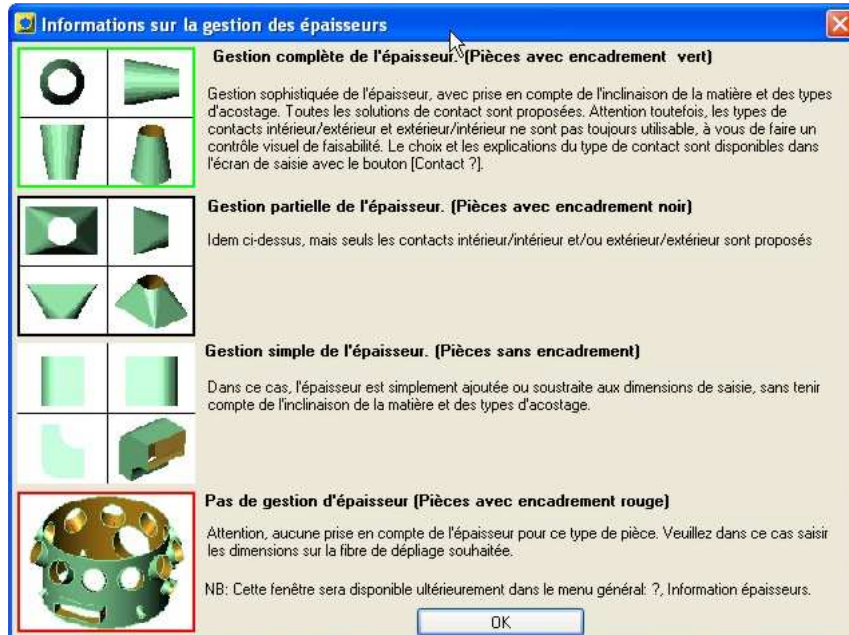 Informations sur la gestion des épaisseurs
Gestion complète de l'épaisseur. (Pièces avec encadrement vert)
Gestion sophistiquée de l'épaisseur, avec prise en compte de l'inclinaison de la matière et des types
d'acostage. Toutes les solutions de contact sont proposées. Attention toutefois, les types de
contacts intérieur/extérieur et extérieur/intérieur ne sont pas toujours utilisable, à vous de faire un
contrôle visuel de faisabilité. Le choix et les explications du type de contact sont disponibles dans
l'écran de saisie avec le bouton [Contact ?].
Gestion partielle de l'épaisseur. (Pièces avec encadrement noir)
Idem ci-dessus, mais seuls les contacts intérieur/intérieur et/ou extérieur/extérieur sont proposés
Gestion simple de l'épaisseur. (Pièces sans encadrement)
Dans ce cas, l'épaisseur est simplement ajoutée ou soustraite aux dimensions de saisie, sans tenir
compte de l'inclinaison de la matière et des types d'acostage.
Pas de gestion d'épaisseur (Pièces avec encadrement rouge)
Attention, aucune prise en compte de l'épaisseur pour ce type de pièce. Veuillez dans ce cas saisir
les dimensions sur la fibre de dépliage souhaitée.
NB: Cette fenêtre sera disponible ultérieurement dans le menu général: ?, Information épaisseurs.
OK